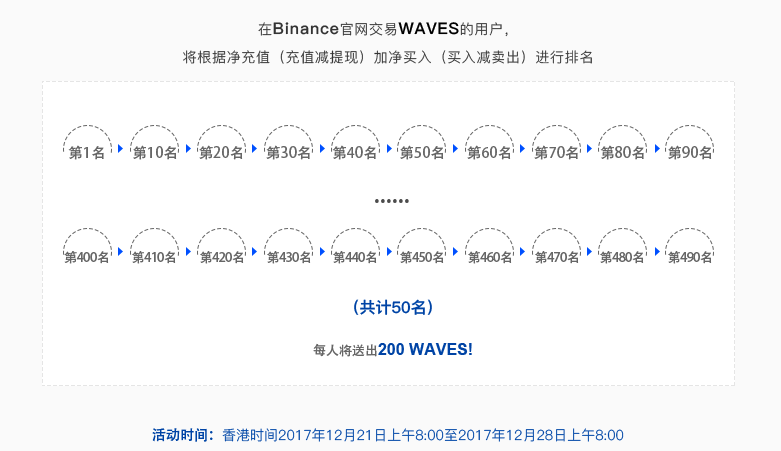 在Binance官网交易WAVES的用户，
将根据净充值（充值减提现）加净买入（买入减卖出）进行排名
第1名 第10名 第20名 第30名 第40名 第50名 第60名 第70名 第80名 第90名
······
第400名 第410名 第420名 第430名 第440名 第450名 第460名 第470名 第480名 第490名
（共计50名）
每人将送出200 WAVES!
活动时间：香港时间2017年12月21日上午8:00至2017年12月28日上午8:00